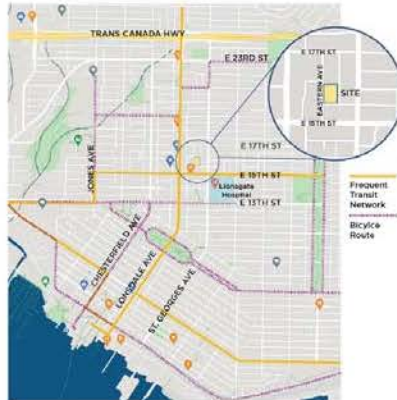 TRANS CANADA HWY
E 23RD ST
E 17TH ST
EASTERN AVE
SITE
E 15TH ST
JONES AVE
E 17TH ST
E 15TH ST
Lionsgate
Hospital
E 13TH ST
CHESTERFIELD AVE
LONSDALE AVE
ST. GEORGES AVE
Frequent
Transit
Network
Bicylce
Route